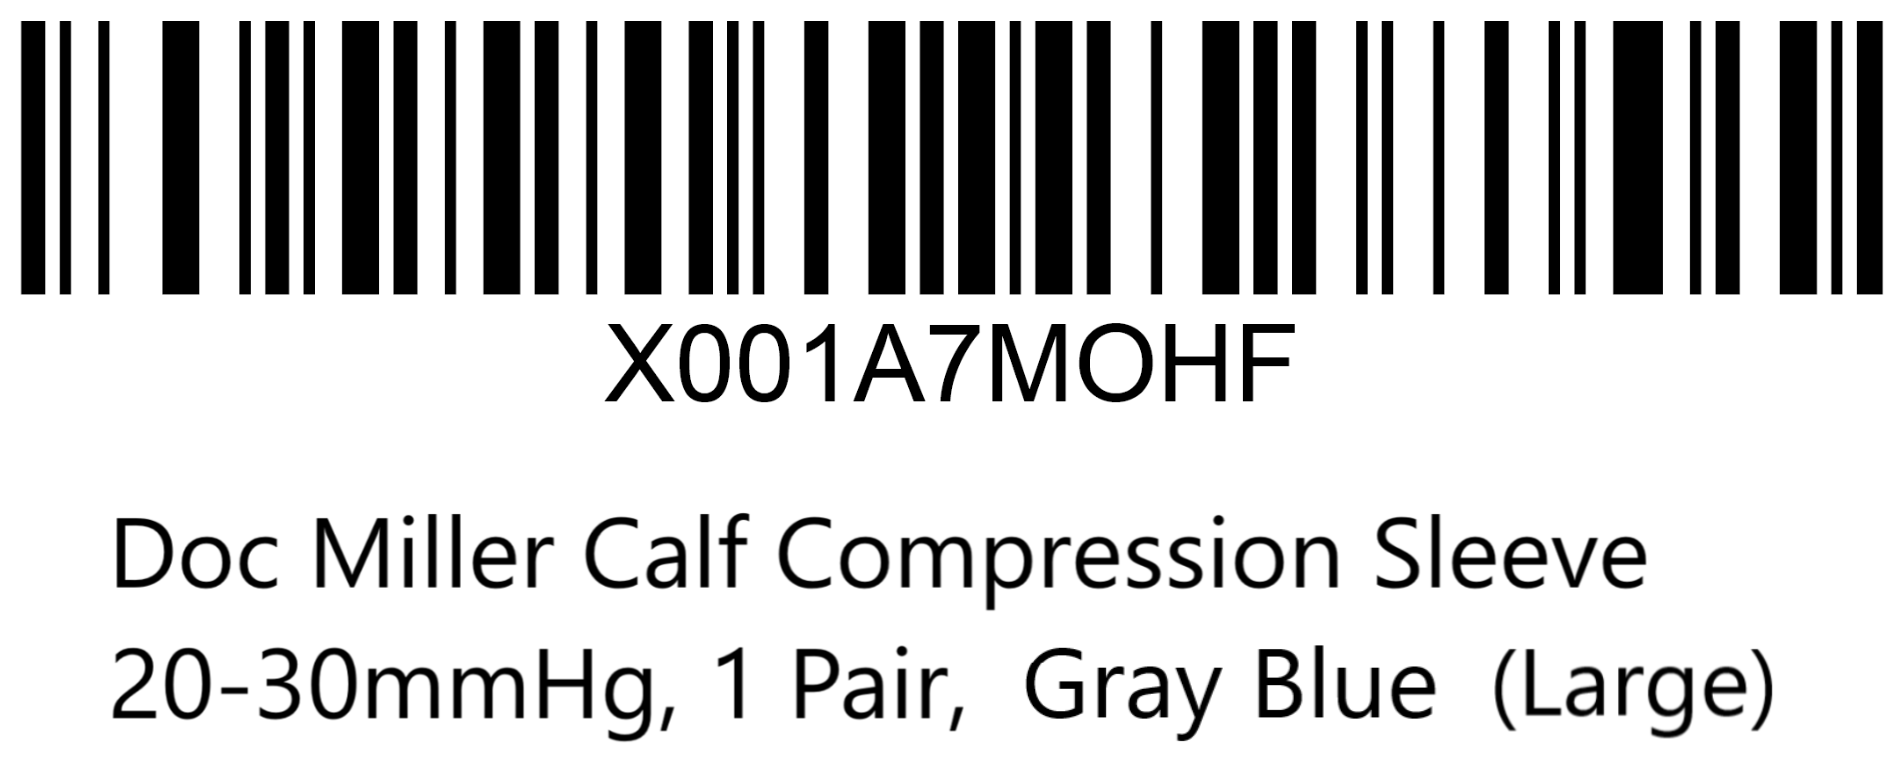 X001A7MOHF
Doc Miller Calf Compression Sleeve
20-30mmHg, 1 Pair,  Gray Blue  (Large)